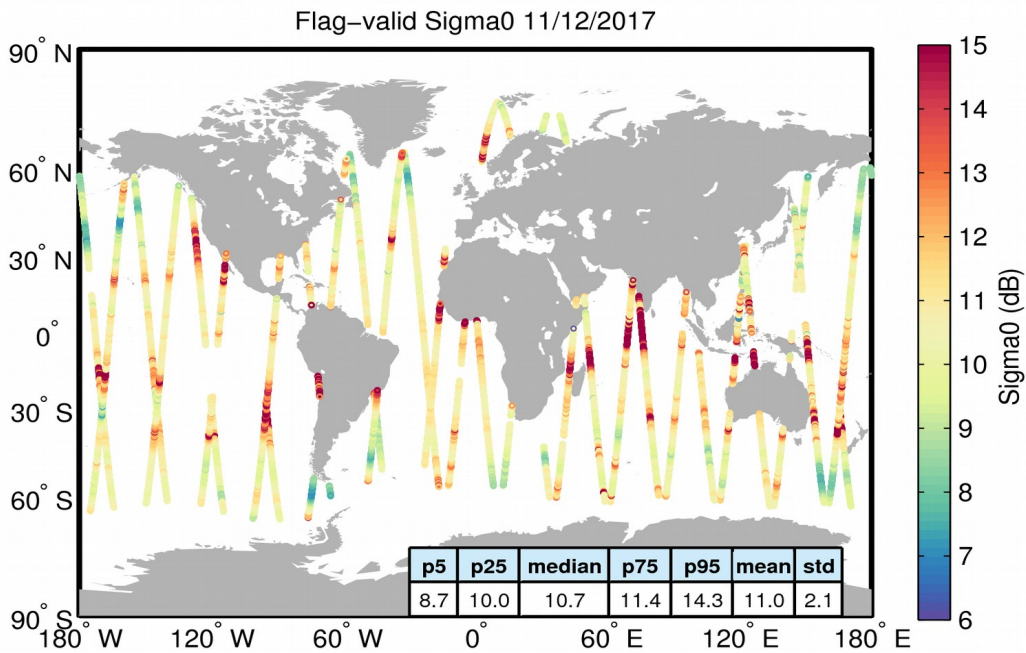 Flag−valid Sigma0 11/12/2017
90° N
60° N
30° N
0°
30° S
60° S
90° S
180° W
120° W
60° W
0°
60° E
120° E
180° E
p5 p25 median p75 p95 mean std
8.7 10.0 10.7 11.4 14.3 11.0 2.1
15
14
13
12
11
10
9
8
7
6
Sigma0 (dB)